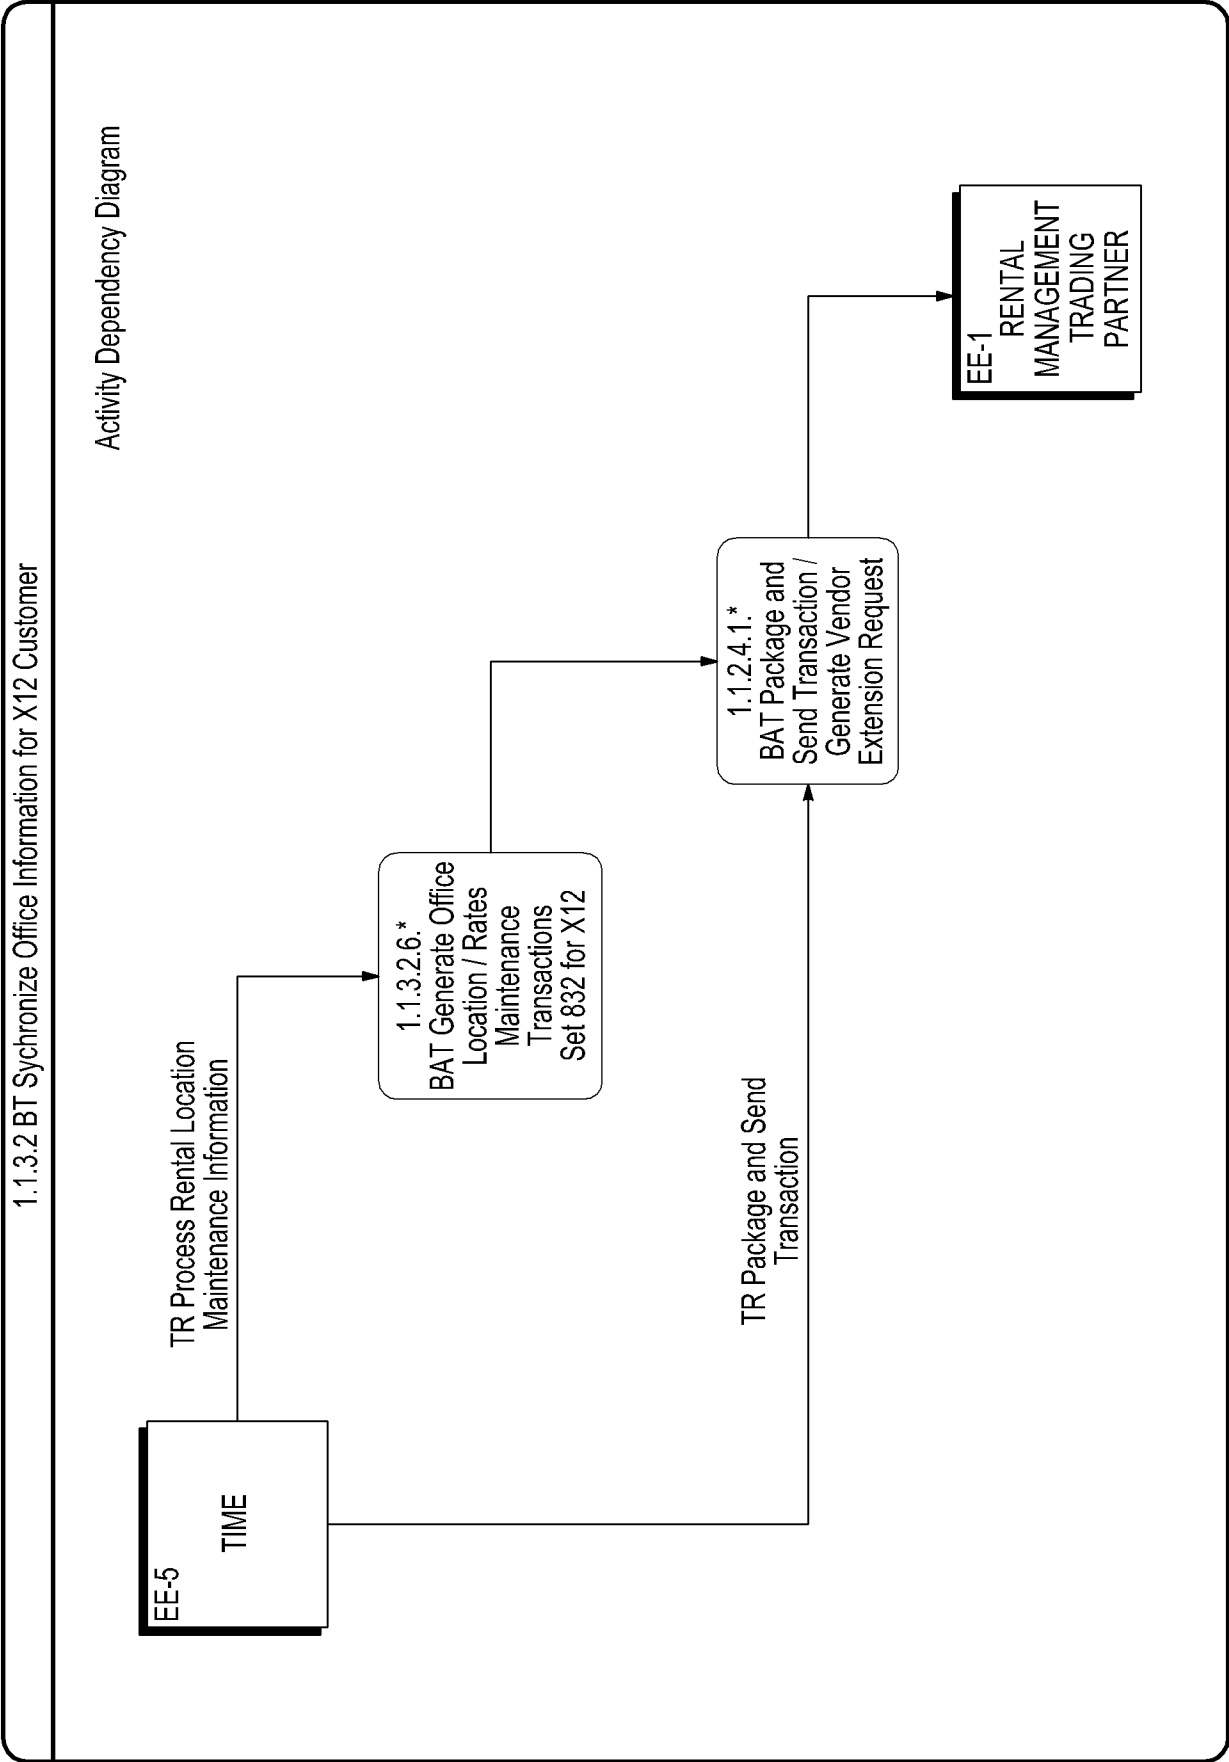 1.1.3.2 BT Sychronize Office Information for X12 Customer
Activity Dependency Diagram
EE-5
TIME
TR Process Rental Location
Maintenance Information
1.1.3.2.6.*
BAT Generate Office
Location / Rates
Maintenance
Transactions
Set 832 for X12
TR Package and Send
Transaction
1.1.2.4.1.*
BAT Package and
Send Transaction /
Generate Vendor
Extension Request
EE-1
RENTAL
MANAGEMENT
TRADING
PARTNER